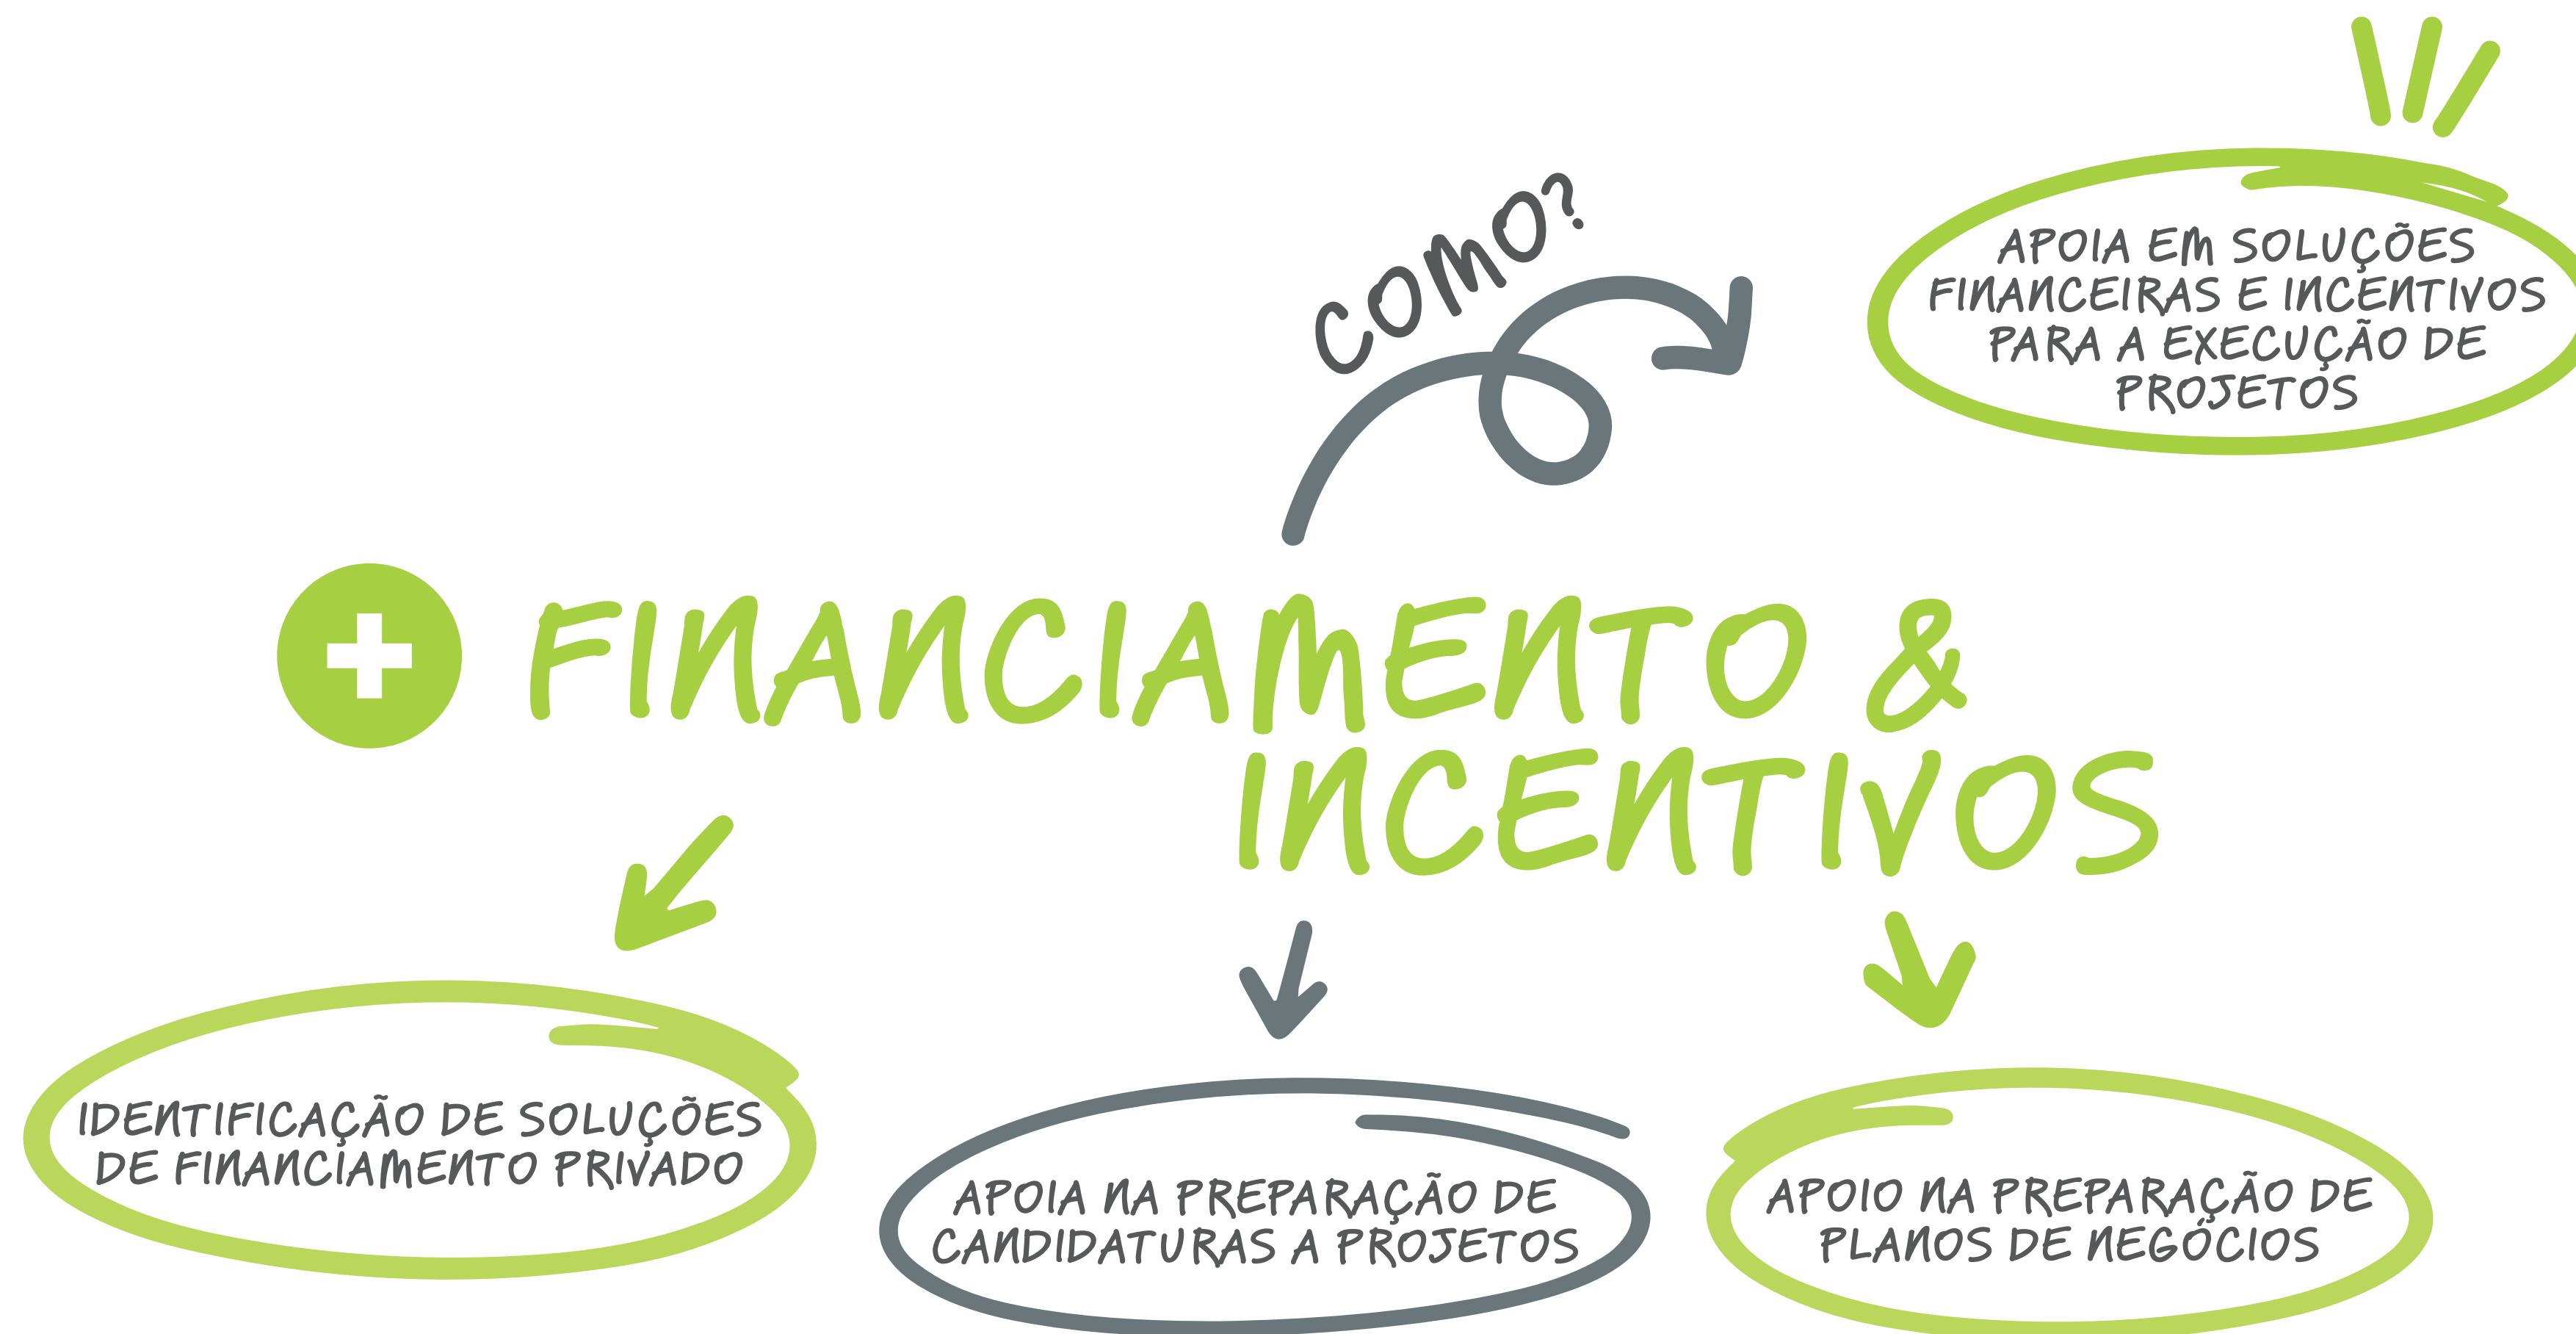 COMO?
APOIA EM SOLUÇÕES
FINANCEIRAS E INCENTIVOS
PARA A EXECUÇÃO DE
PROJETOS
FINANCIAMENTO &
INCENTIVOS
IDENTIFICAÇÃO DE SOLUÇÕES
DE FINANCIAMENTO PRIVADO
APOIA NA PREPARAÇÃO DE
CANDIDATURAS A PROJETOS
APOIO NA PREPARAÇÃO DE
PLANOS DE NEGÓCIOS